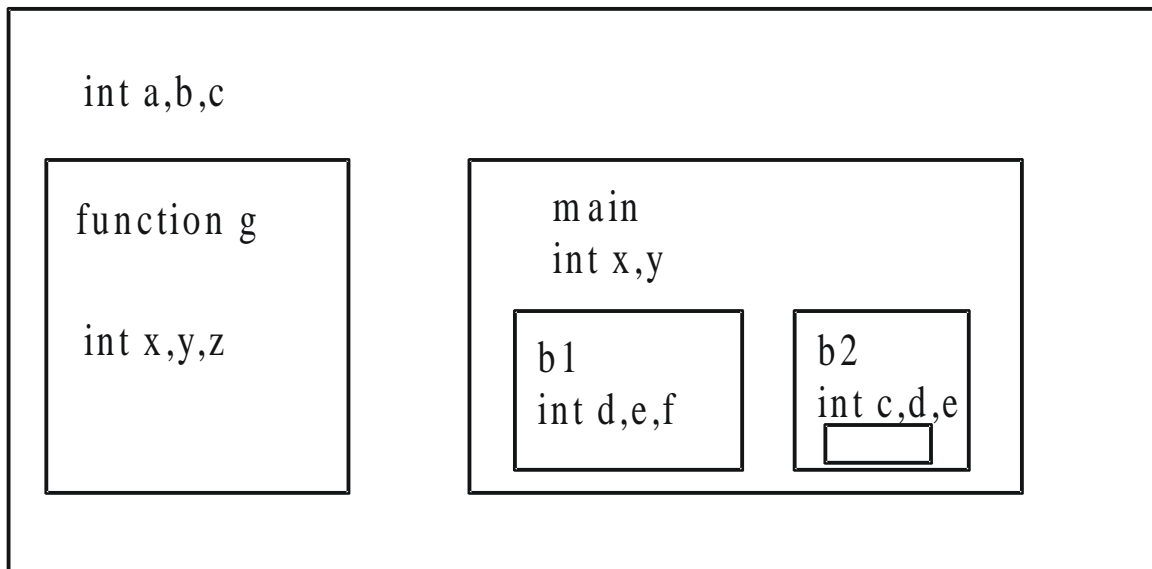 int a,b,c
function g
int x,y,z
main
int x,y
b1
int d,e,f
b2
int c,d,e